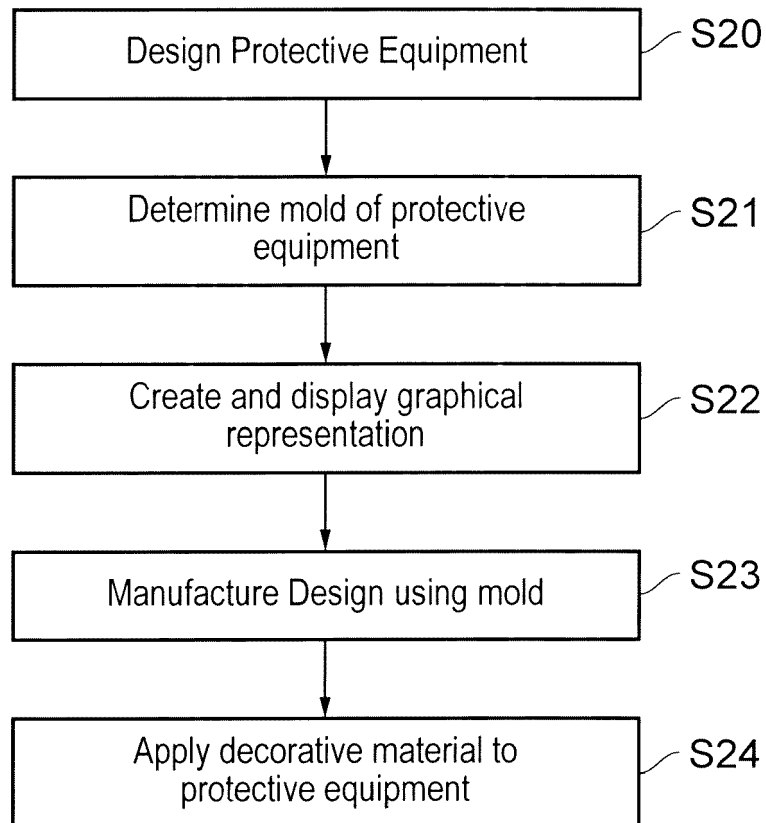 Design Protective Equipment
S20
Determine mold of protective
equipment
S21
Create and display graphical
representation
S22
Manufacture Design using mold
S23
Apply decorative material to
protective equipment
S24